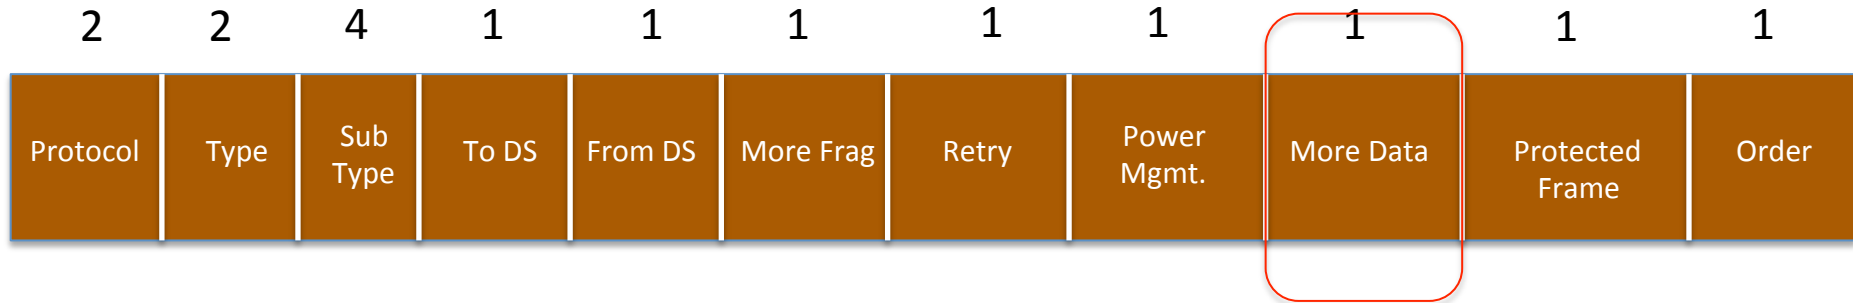 2 2 4 1 1 1 1 1 1 1 1
Protocol
Type
Sub
Type
To DS
From DS
More Frag
Retry
Power
Mgmt.
More Data
Protected
Frame
Order